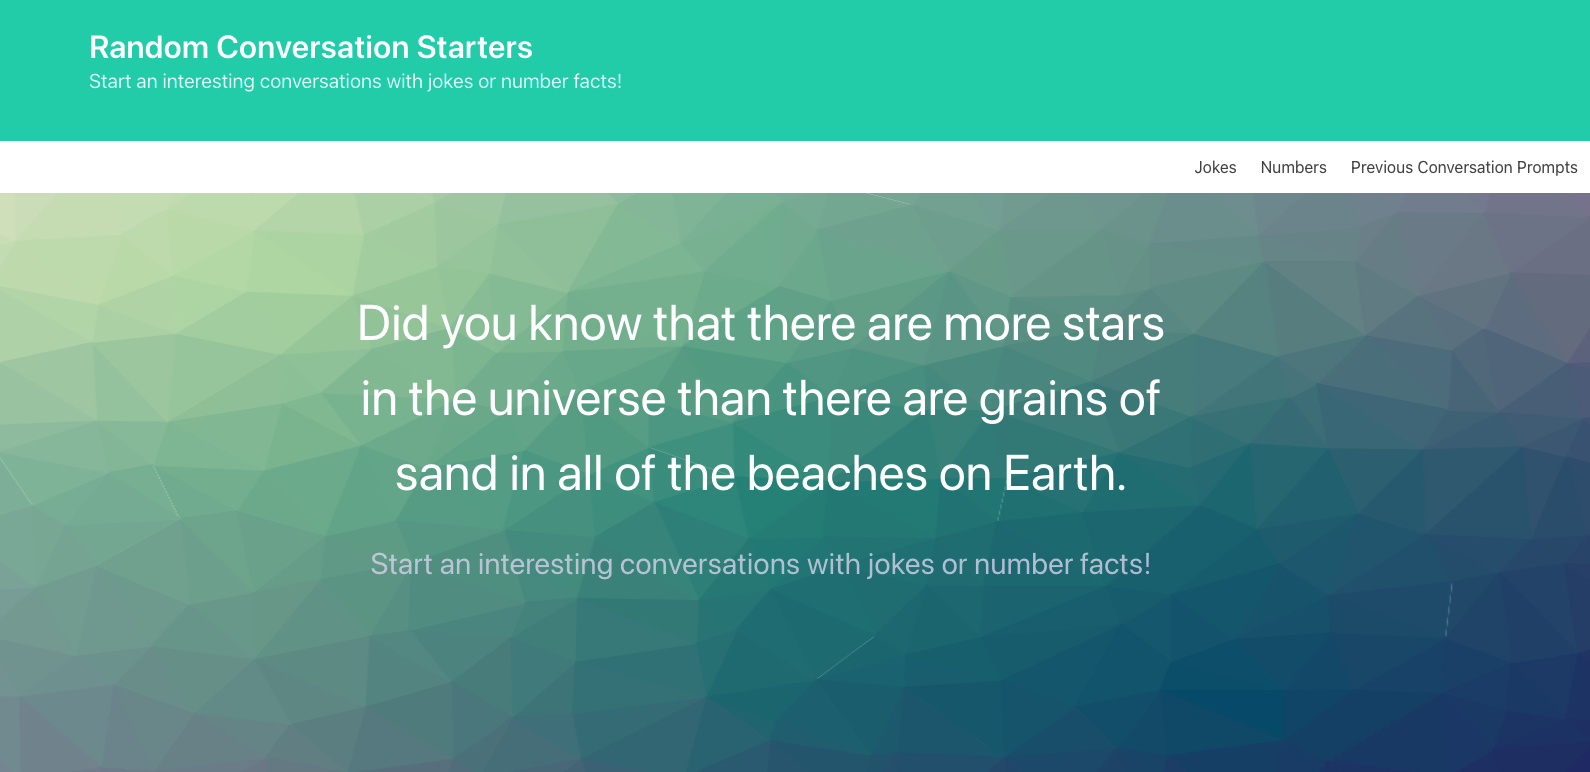 Random Conversation Starters
Start an interesting conversations with jokes or number facts!
Jokes Numbers Previous Conversation Prompts
Did you know that there are more stars
in the universe than there are grains of
sand in all of the beaches on Earth.
Start an interesting conversations with jokes or number facts!